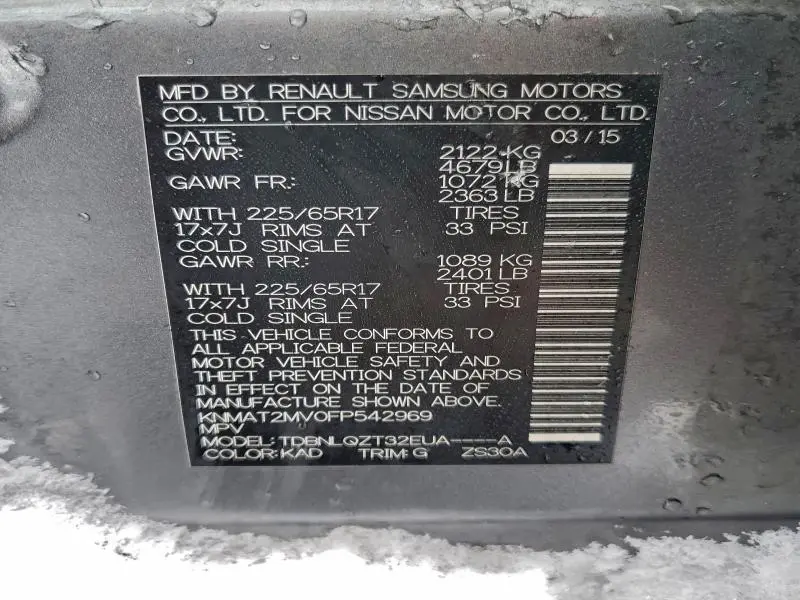 MFD BY RENAULT SAMSUNG MOTORS
CO., LTD. FOR NISSAN MOTOR CO., LTD.
DATE: 03/15
GVWR: 2122 KG
4679 LB
GAWR FR.: 1072 KG
2363 LB
WITH 225/65R17 TIRES
17x7J RIMS AT 33 PSI
COLD SINGLE
GAWR RR.: 1089 KG
2401 LB
WITH 225/65R17 TIRES
17x7J RIMS AT 33 PSI
COLD SINGLE
THIS VEHICLE CONFORMS TO
ALL APPLICABLE FEDERAL
MOTOR VEHICLE SAFETY AND
THEFT PREVENTION STANDARDS
IN EFFECT ON THE DATE OF
MANUFACTURE SHOWN ABOVE.
KNMAT2MV0FP542969
MPV
MODEL: TDBNLQZT32EUA----A
COLOR: KAD TRIM: G ZS30A